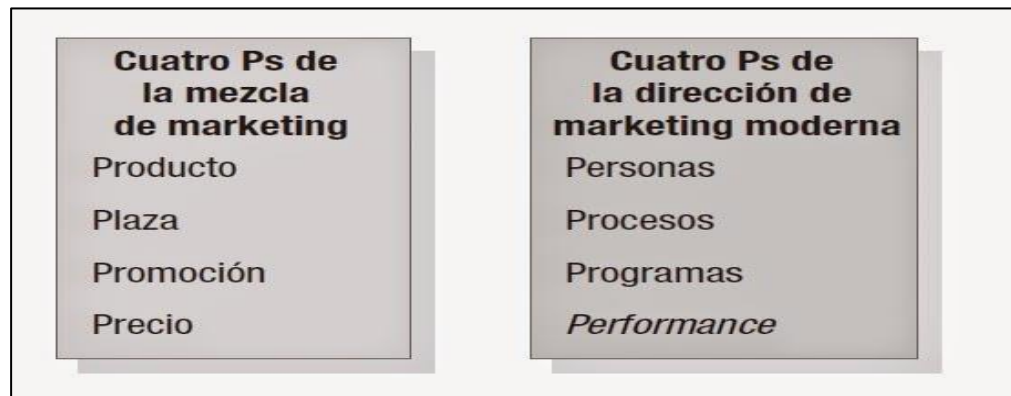 Cuatro Ps de
la mezcla
de marketing
Producto
Plaza
Promoción
Precio
Cuatro Ps de
la dirección de
marketing moderna
Personas
Procesos
Programas
Performance